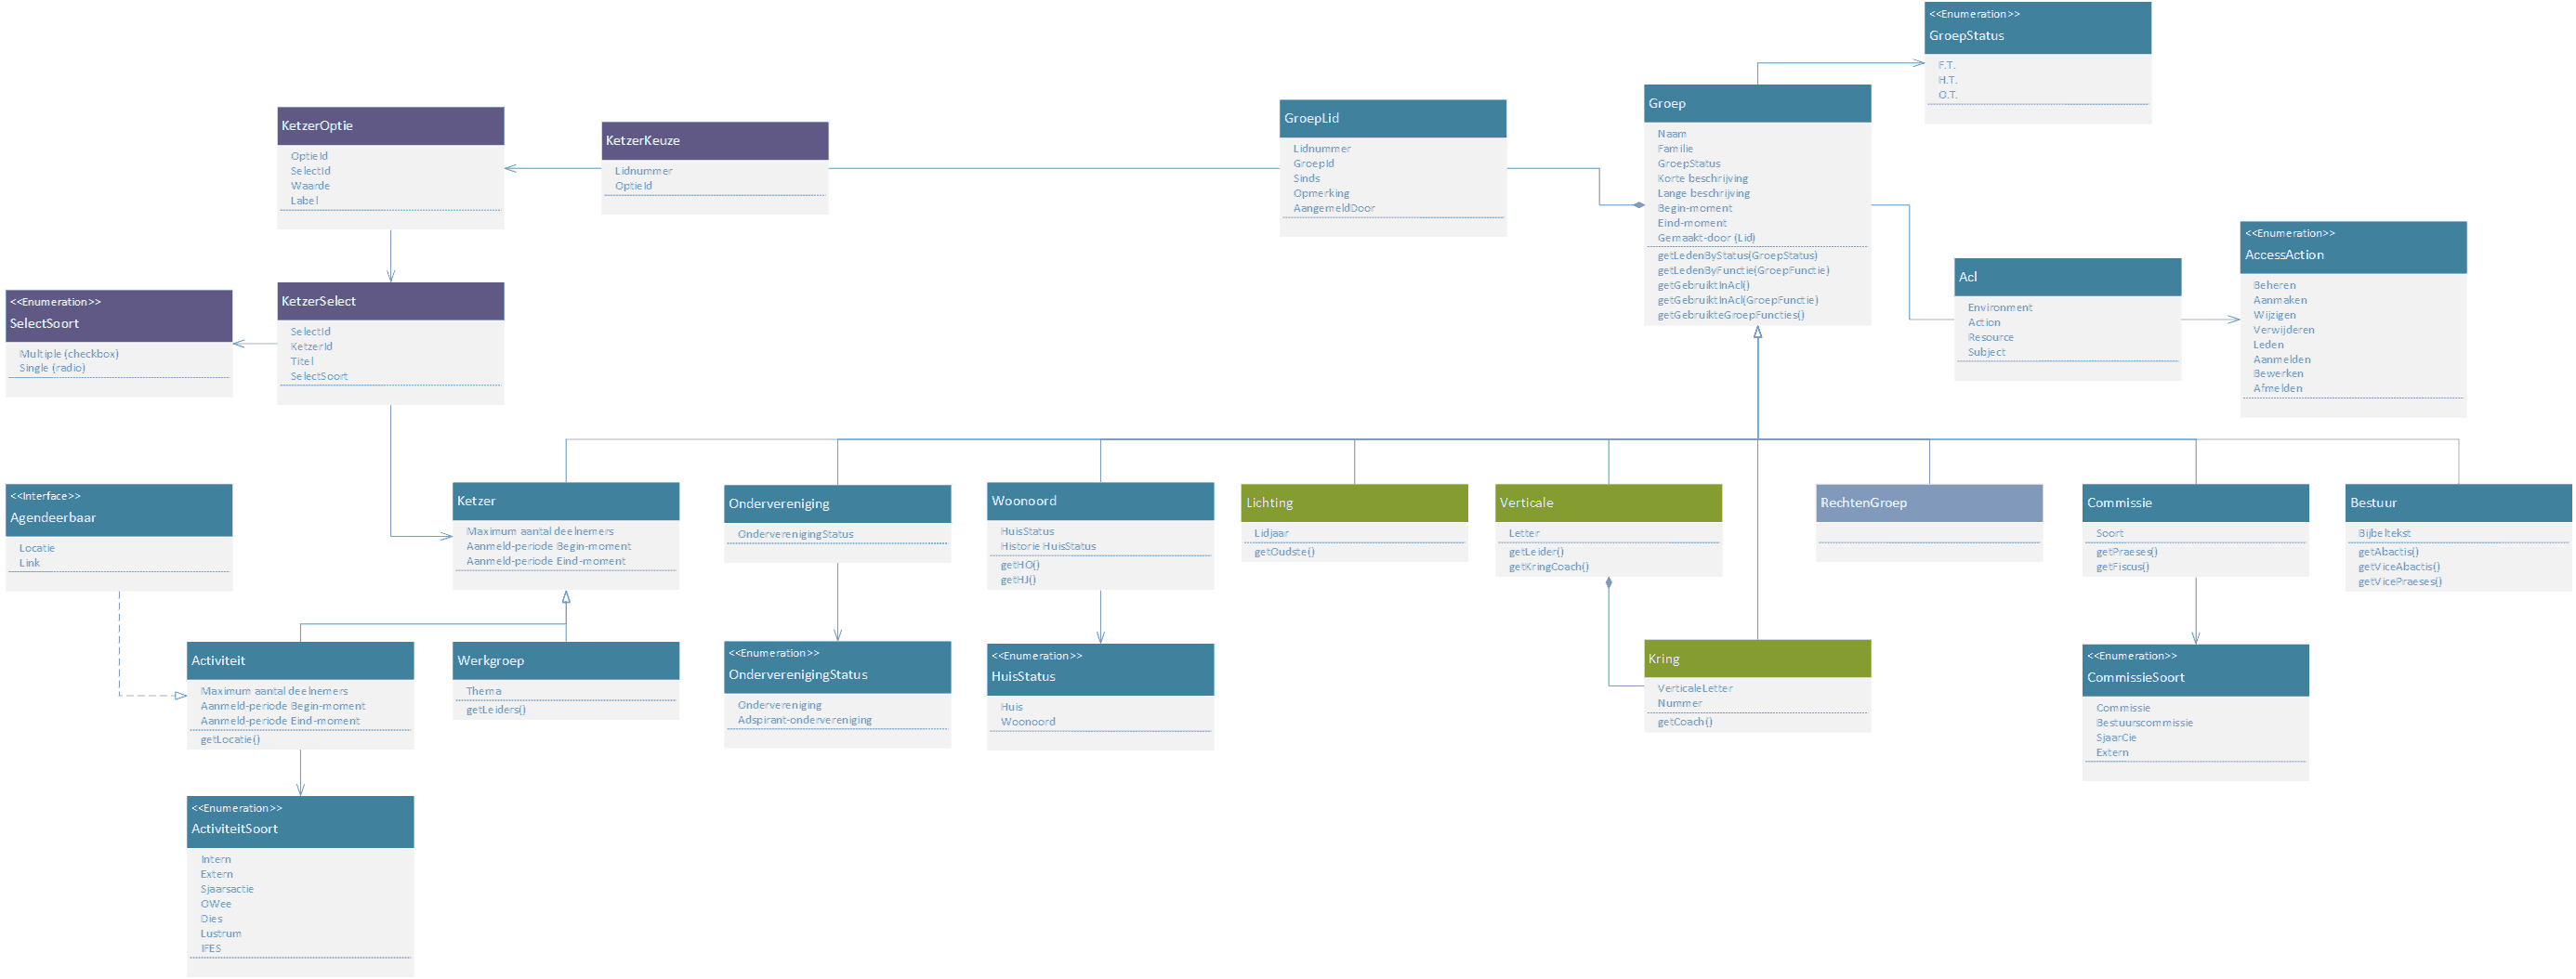 <<Enumeration>>
GroepStatus
F.T.
H.T.
O.T.
Groep
Naam
Familie
GroepStatus
Korte beschrijving
Lange beschrijving
Begin-moment
Eind-moment
Gemaakt-door (Lid)
getLedenByStatus(GroepStatus)
getLedenByFunctie(GroepFunctie)
getGebruiktInAcl()
getGebruiktInAcl(GroepFunctie)
getGebruikteGroepFuncties()
GroepLid
Lidnummer
GroepId
Sinds
Opmerking
AangemeldDoor
KetzerOptie
OptieId
SelectId
Waarde
Label
KetzerKeuze
Lidnummer
OptieId
<<Enumeration>>
AccessAction
Beheren
Aanmaken
Wijzigen
Verwijderen
Leden
Aanmelden
Bewerken
Afmelden
Acl
Environment
Action
Resource
Subject
KetzerSelect
SelectId
KetzerId
Titel
SelectSoort
<<Enumeration>>
SelectSoort
Multiple (checkbox)
Single (radio)
<<Interface>>
Agendeerbaar
Locatie
Link
Ketzer
Maximum aantal deelnemers
Aanmeld-periode Begin-moment
Aanmeld-periode Eind-moment
Ondervereniging
OnderverenigingStatus
Woonoord
HuisStatus
Historie HuisStatus
getHO()
getHJ()
Lichting
Lidjaar
getOudste()
Verticale
Letter
getLeider()
getKringCoach()
RechtenGroep
Commissie
Soort
getPraeses()
getFiscus()
Bestuur
Bijbeltekst
getAbactis()
getViceAbactis()
getVicePraeses()
Activiteit
Maximum aantal deelnemers
Aanmeld-periode Begin-moment
Aanmeld-periode Eind-moment
getLocatie()
Werkgroep
Thema
getLeiders()
<<Enumeration>>
OnderverenigingStatus
Ondervereniging
Adspirant-ondervereniging
<<Enumeration>>
HuisStatus
Huis
Woonoord
Kring
VerticaleLetter
Nummer
getCoach()
<<Enumeration>>
CommissieSoort
Commissie
Bestuurscommissie
SjaarCie
Extern
<<Enumeration>>
ActiviteitSoort
Intern
Extern
Sjaarsactie
OWee
Dies
Lustrum
IFES